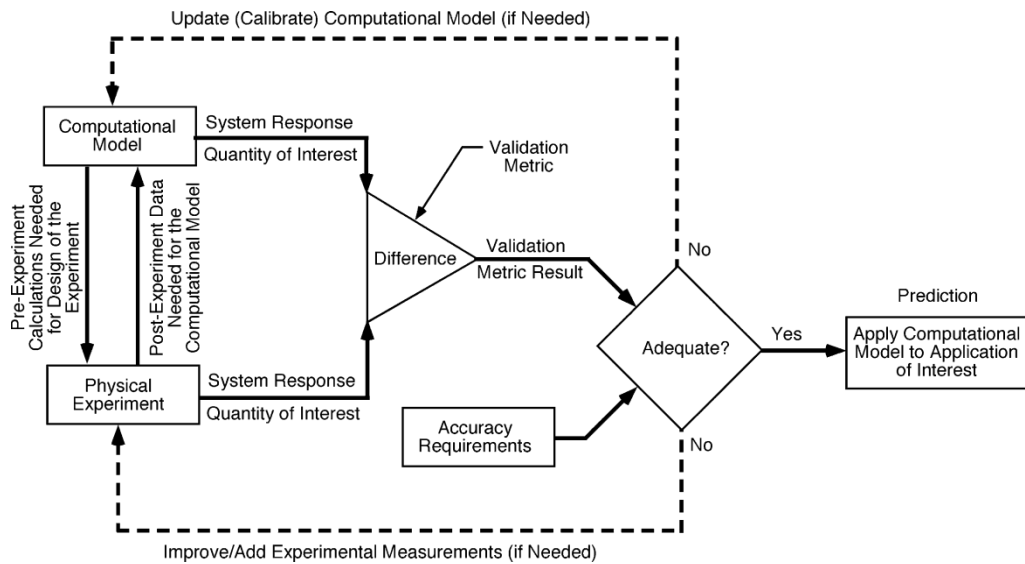 Update (Calibrate) Computational Model (if Needed)
Computational
Model
System Response
Quantity of Interest
Validation
Metric
Pre-Experiment
Calculations Needed
for Design of the
Experiment
Post-Experiment Data
Needed for the
Computational Model
Difference
Validation
Metric Result
No
Adequate?
Yes
Prediction
Apply Computational
Model to Application
of Interest
Physical
Experiment
System Response
Quantity of Interest
Accuracy
Requirements
No
Improve/Add Experimental Measurements (if Needed)